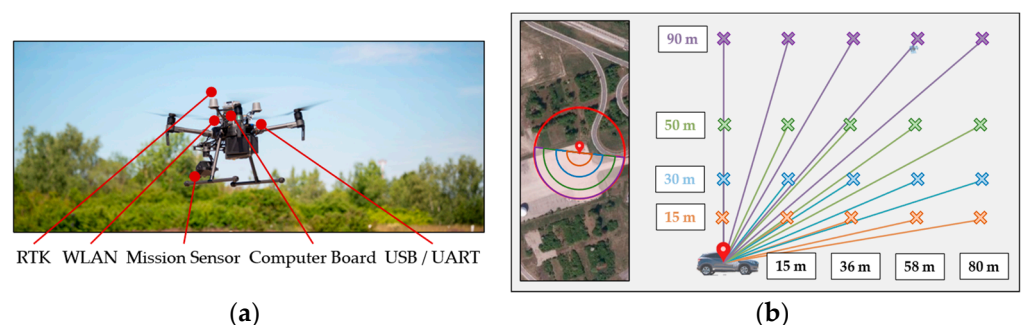 RTK WLAN Mission Sensor Computer Board USB / UART
(a)
90 m
50 m
30 m
15 m
15 m 36 m 58 m 80 m
(b)